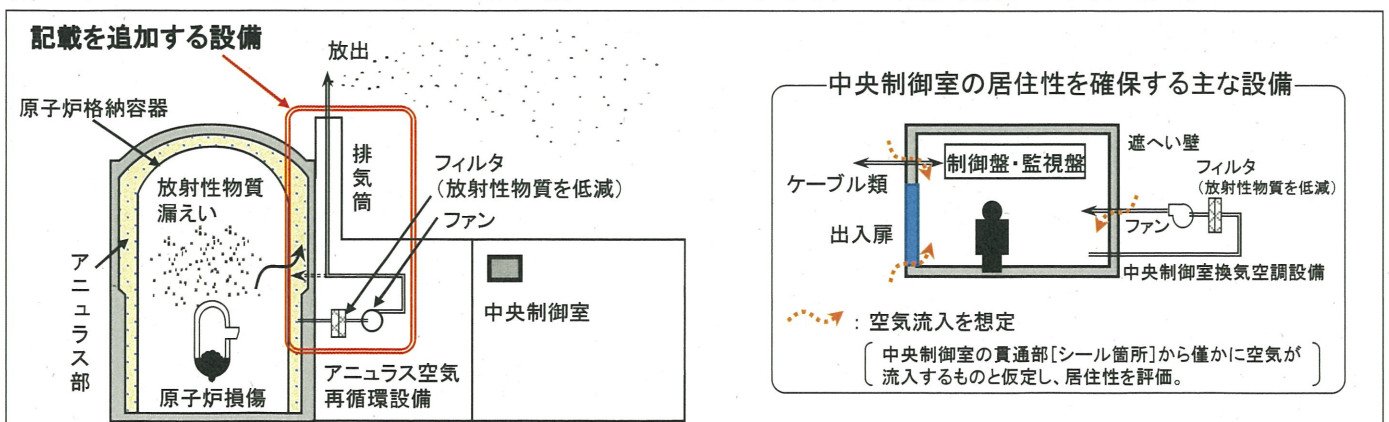 記載を追加する設備
放出
原子炉格納容器
排気筒
フィルタ
(放射性物質を低減)
ファン
放射性物質
漏えい
アニュラス部
中央制御室
原子炉損傷
アニュラス空気
再循環設備
中央制御室の居住性を確保する主な設備
制御盤・監視盤
遮へい壁
フィルタ
(放射性物質を低減)
ケーブル類
ファン
出入扉
中央制御室換気空調設備
：空気流入を想定
中央制御室の貫通部[シール箇所]から僅かに空気が
流入するものと仮定し、居住性を評価。